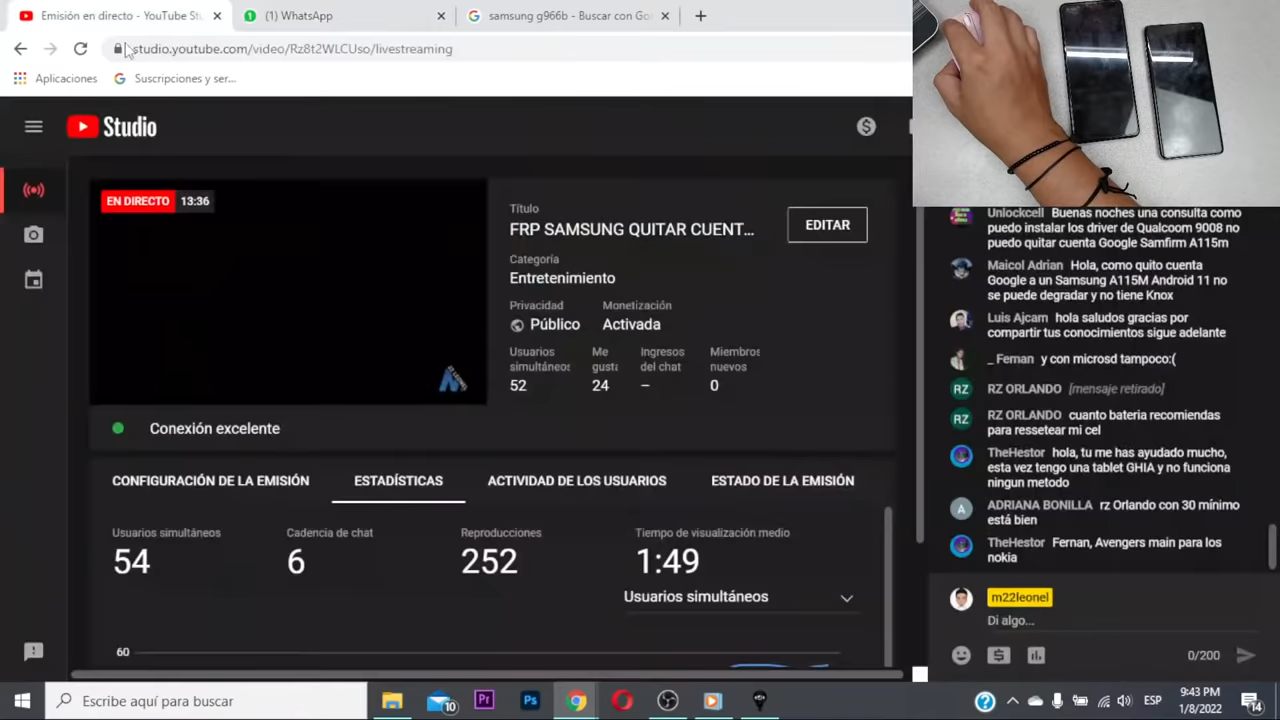 Emisión en directo - YouTube St
(1) WhatsApp
samsung g966b - Buscar con Go
studio.youtube.com/video/Rz8t2WLCUso/livestreaming
Aplicaciones
Suscripciones y ser...
Studio
EN DIRECTO 13:36
Título
FRP SAMSUNG QUITAR CUENT...
EDITAR
Categoría
Entretenimiento
Privacidad
Monetización
Público
Activada
Usuarios
simultáneos
Me
gusta
Ingresos
del chat
Miembros
nuevos
52
24
–
0
Conexión excelente
CONFIGURACIÓN DE LA EMISIÓN
ESTADÍSTICAS
ACTIVIDAD DE LOS USUARIOS
ESTADO DE LA EMISIÓN
Usuarios simultáneos
Cadencia de chat
Reproducciones
Tiempo de visualización medio
54
6
252
1:49
Usuarios simultáneos
60
Unlockcell Buenas noches una consulta como
puedo instalar los driver de Qualcoom 9008 no
puedo quitar cuenta Google Samfirm A115m
Maicol Adrian Hola, como quito cuenta
Google a un Samsung A115M Android 11 no
se puede degradar y no tiene Knox
Luis Ajcam hola saludos gracias por
compartir tus conocimientos sigue adelante
_ Fernan y con microsd tampoco:(
RZ RZ ORLANDO [mensaje retirado]
RZ RZ ORLANDO cuanto bateria recomiendas
para ressetear mi cel
TheHestor hola, tu me has ayudado mucho,
esta vez tengo una tablet GHIA y no funciona
ningun metodo
A ADRIANA BONILLA rz Orlando con 30 mínimo
está bien
TheHestor Fernan, Avengers main para los
nokia
m22leonel
Di algo...
0/200
Escribe aquí para buscar
10
Pr
Ps
ESP
9:43 PM
1/8/2022
14